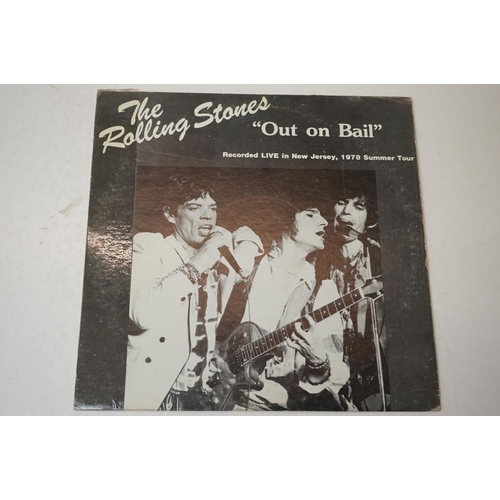 The
Rolling Stones
"Out on Bail"
Recorded LIVE in New Jersey, 1978 Summer Tour